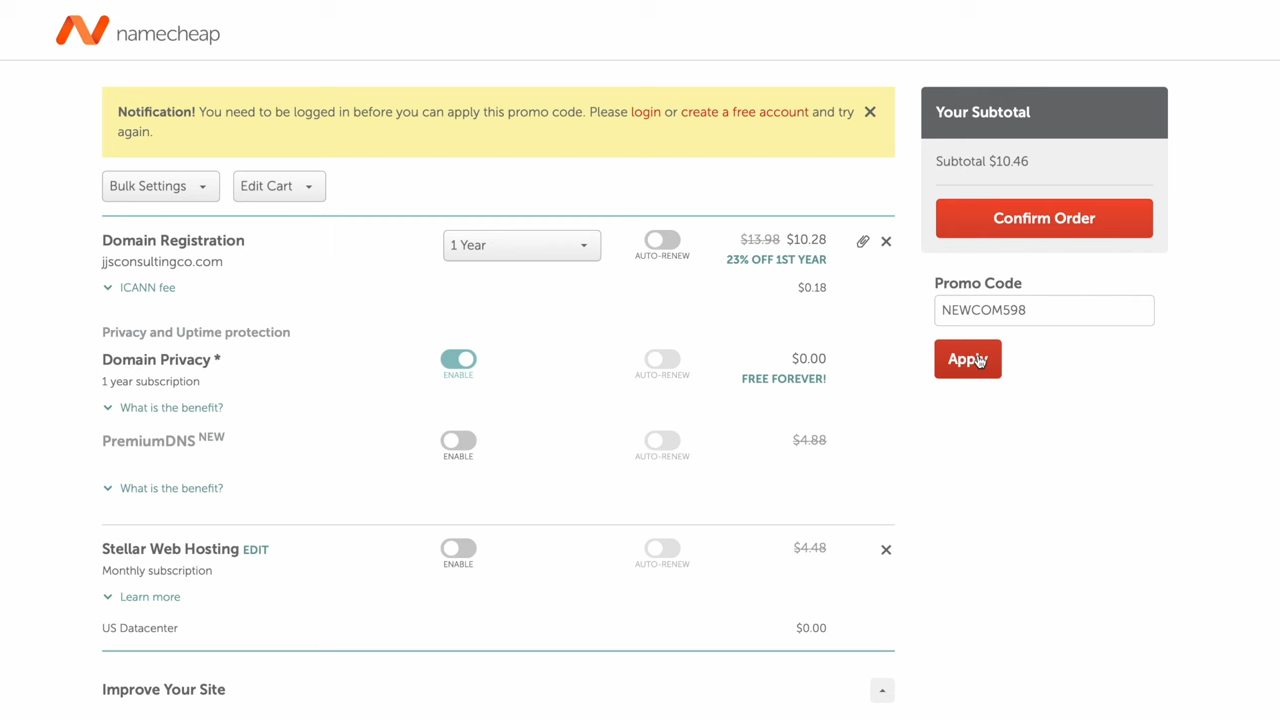 namecheap
Notification! You need to be logged in before you can apply this promo code. Please login or create a free account and try
again.
Bulk Settings
Edit Cart
Domain Registration
jjsconsultingco.com
1 Year
AUTO-RENEW
$13.98 $10.28
23% OFF 1ST YEAR
ICANN fee
$0.18
Privacy and Uptime protection
Domain Privacy *
1 year subscription
ENABLE
AUTO-RENEW
$0.00
FREE FOREVER!
What is the benefit?
PremiumDNS NEW
ENABLE
AUTO-RENEW
$4.88
What is the benefit?
Stellar Web Hosting EDIT
Monthly subscription
ENABLE
AUTO-RENEW
$4.48
Learn more
US Datacenter
$0.00
Improve Your Site
Your Subtotal
Subtotal $10.46
Confirm Order
Promo Code
NEWCOM598
Apply